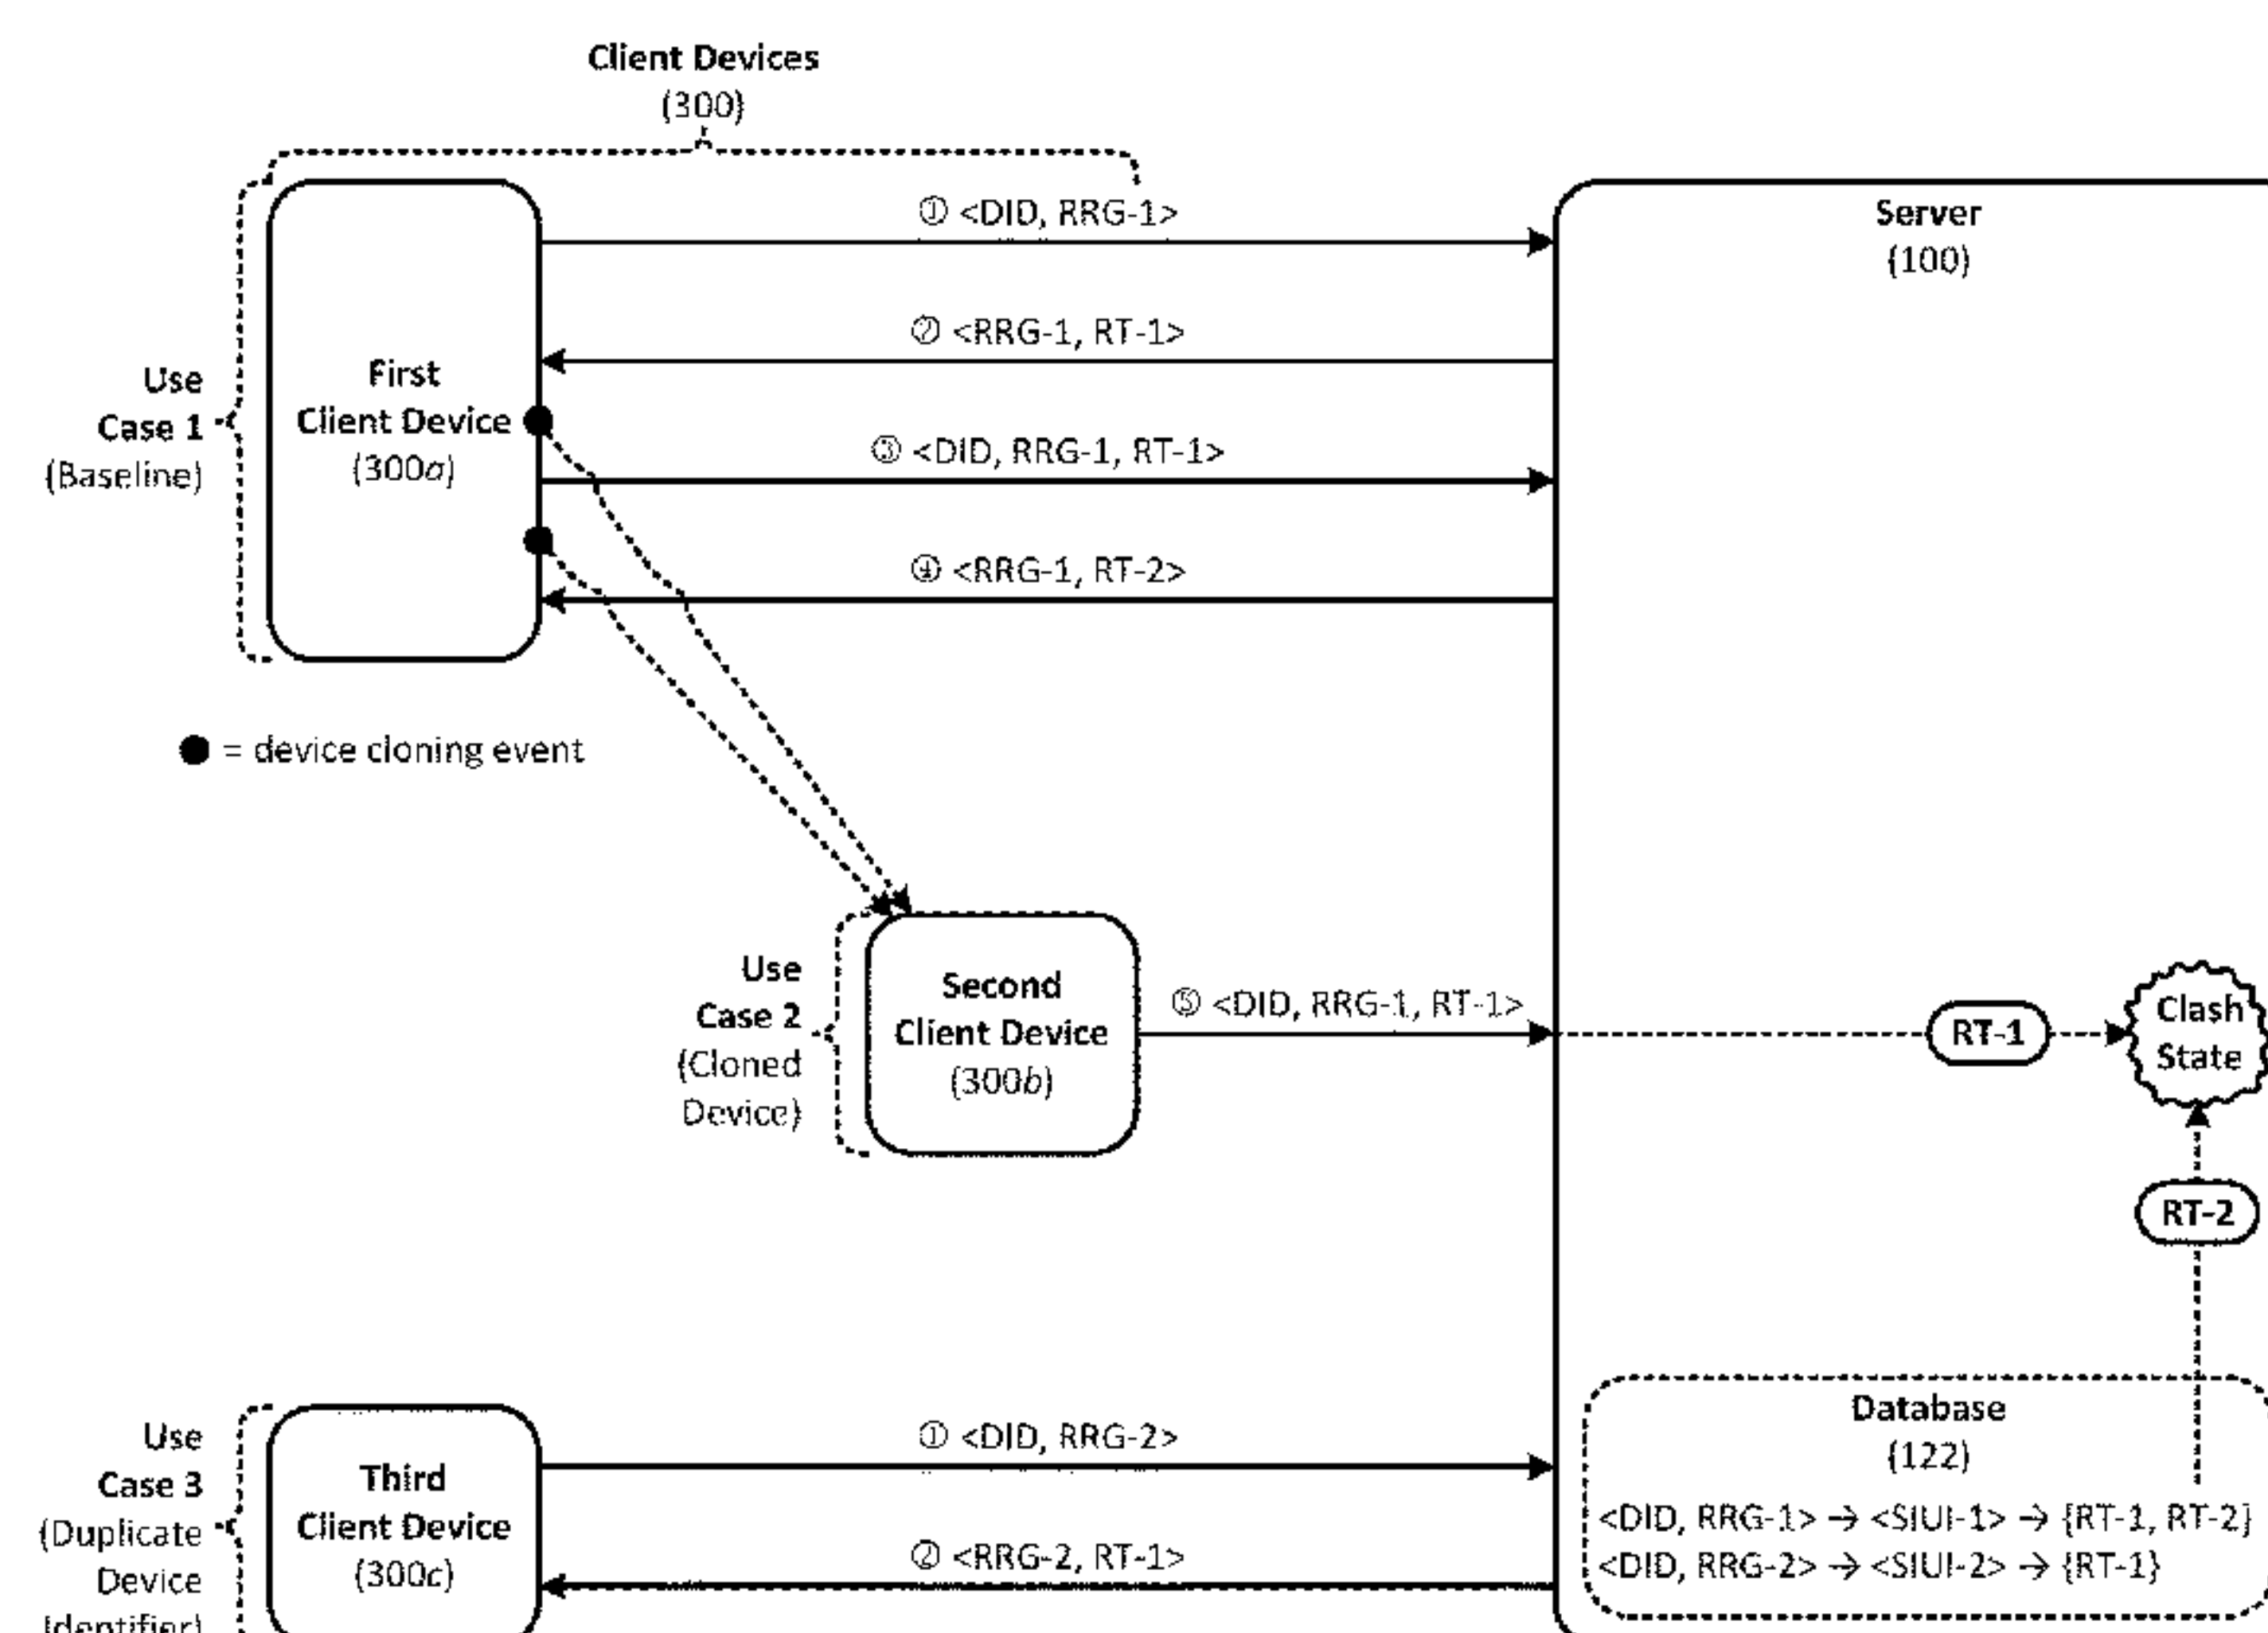 Client Devices
(300)
① <DID, RRG-1>
Server
(100)
② <RRG-1, RT-1>
Use
Case 1
(Baseline)
First
Client Device
(300a)
③ <DID, RRG-1, RT-1>
④ <RRG-1, RT-2>
● = device cloning event
Use
Case 2
(Cloned
Device)
Second
Client Device
(300b)
⑤ <DID, RRG-1, RT-1>
RT-1
Clash
State
RT-2
Use
Case 3
(Duplicate
Device
Identifier)
Third
Client Device
(300c)
① <DID, RRG-2>
② <RRG-2, RT-1>
Database
(122)
<DID, RRG-1> → <SIUI-1> → {RT-1, RT-2}
<DID, RRG-2> → <SIUI-2> → {RT-1}